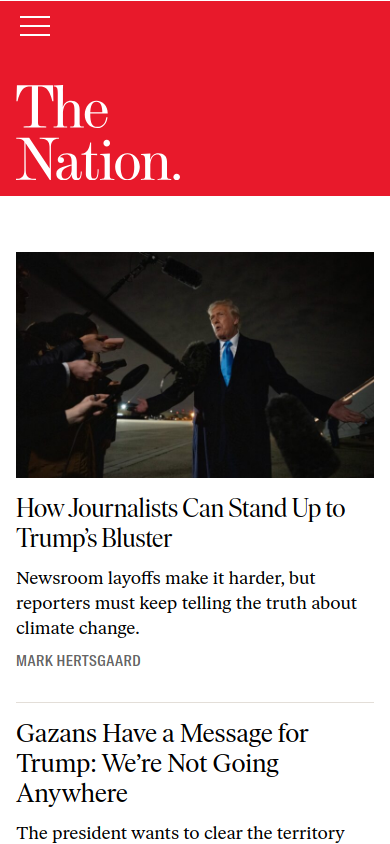 The
Nation.
How Journalists Can Stand Up to
Trump’s Bluster
Newsroom layoffs make it harder, but
reporters must keep telling the truth about
climate change.
MARK HERTSGAARD
Gazans Have a Message for
Trump: We’re Not Going
Anywhere
The president wants to clear the territory